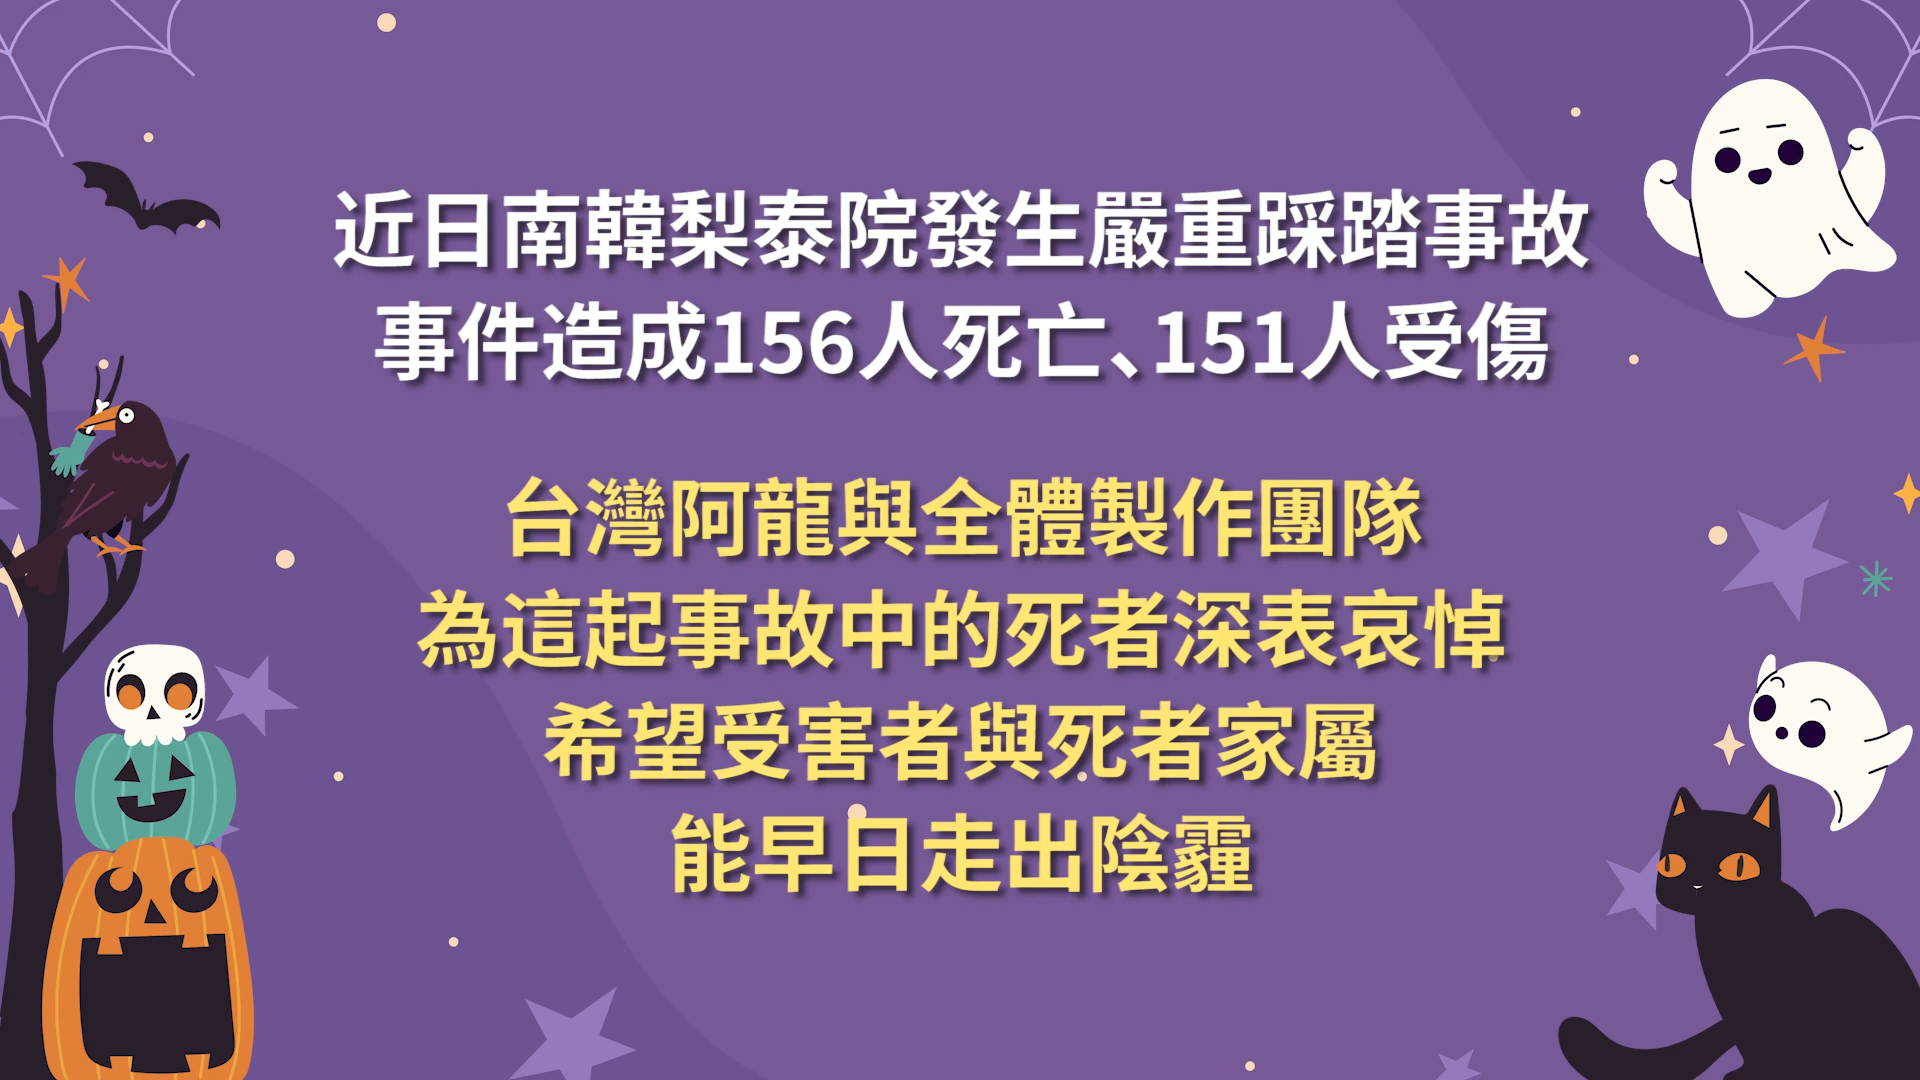 近日南韓梨泰院發生嚴重踩踏事故
事件造成156人死亡、151人受傷
台灣阿龍與全體製作團隊
為這起事故中的死者深表哀悼
希望受害者與死者家屬
能早日走出陰霾